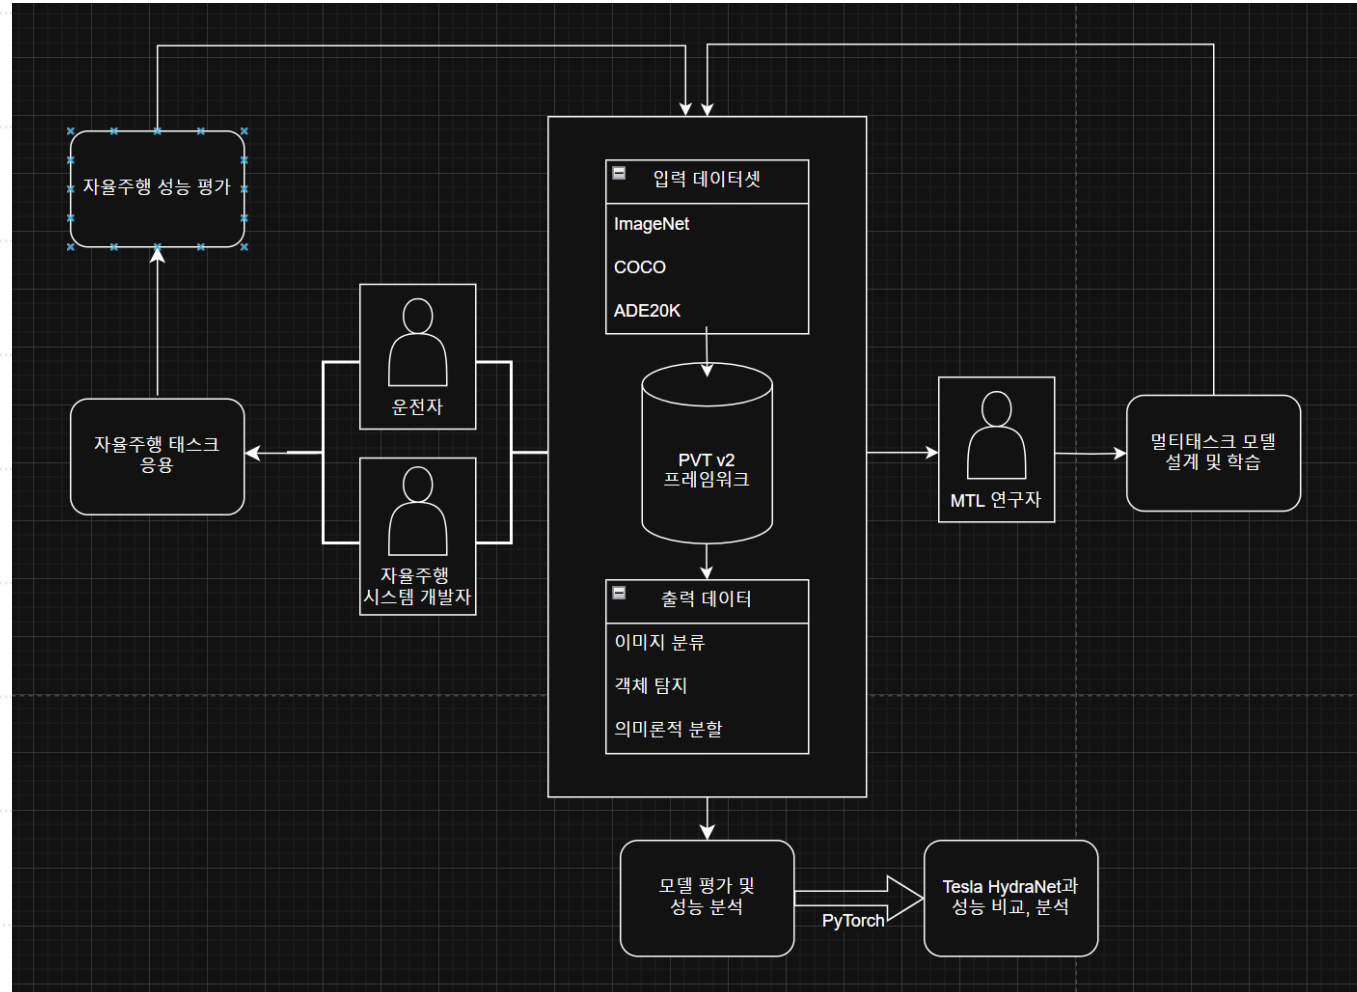 자율주행 성능 평가
입력 데이터셋
ImageNet
COCO
ADE20K
운전자
자율주행 태스크
응용
PVT v2
프레임워크
자율주행
시스템 개발자
MTL 연구자
멀티태스크 모델
설계 및 학습
출력 데이터
이미지 분류
객체 탐지
의미론적 분할
모델 평가 및
성능 분석
PyTorch
Tesla HydraNet과
성능 비교, 분석